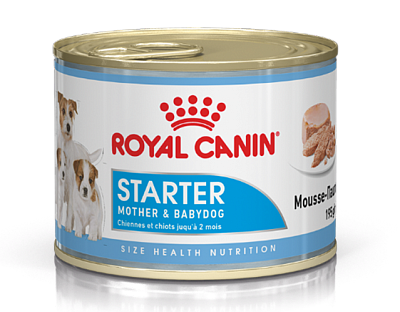 ROYAL CANIN
STARTER
MOTHER & BABYDOG
Chiennes et chiots jusqu'à 2 mois
Mousse-
195g
SIZE HEALTH NUTRITION